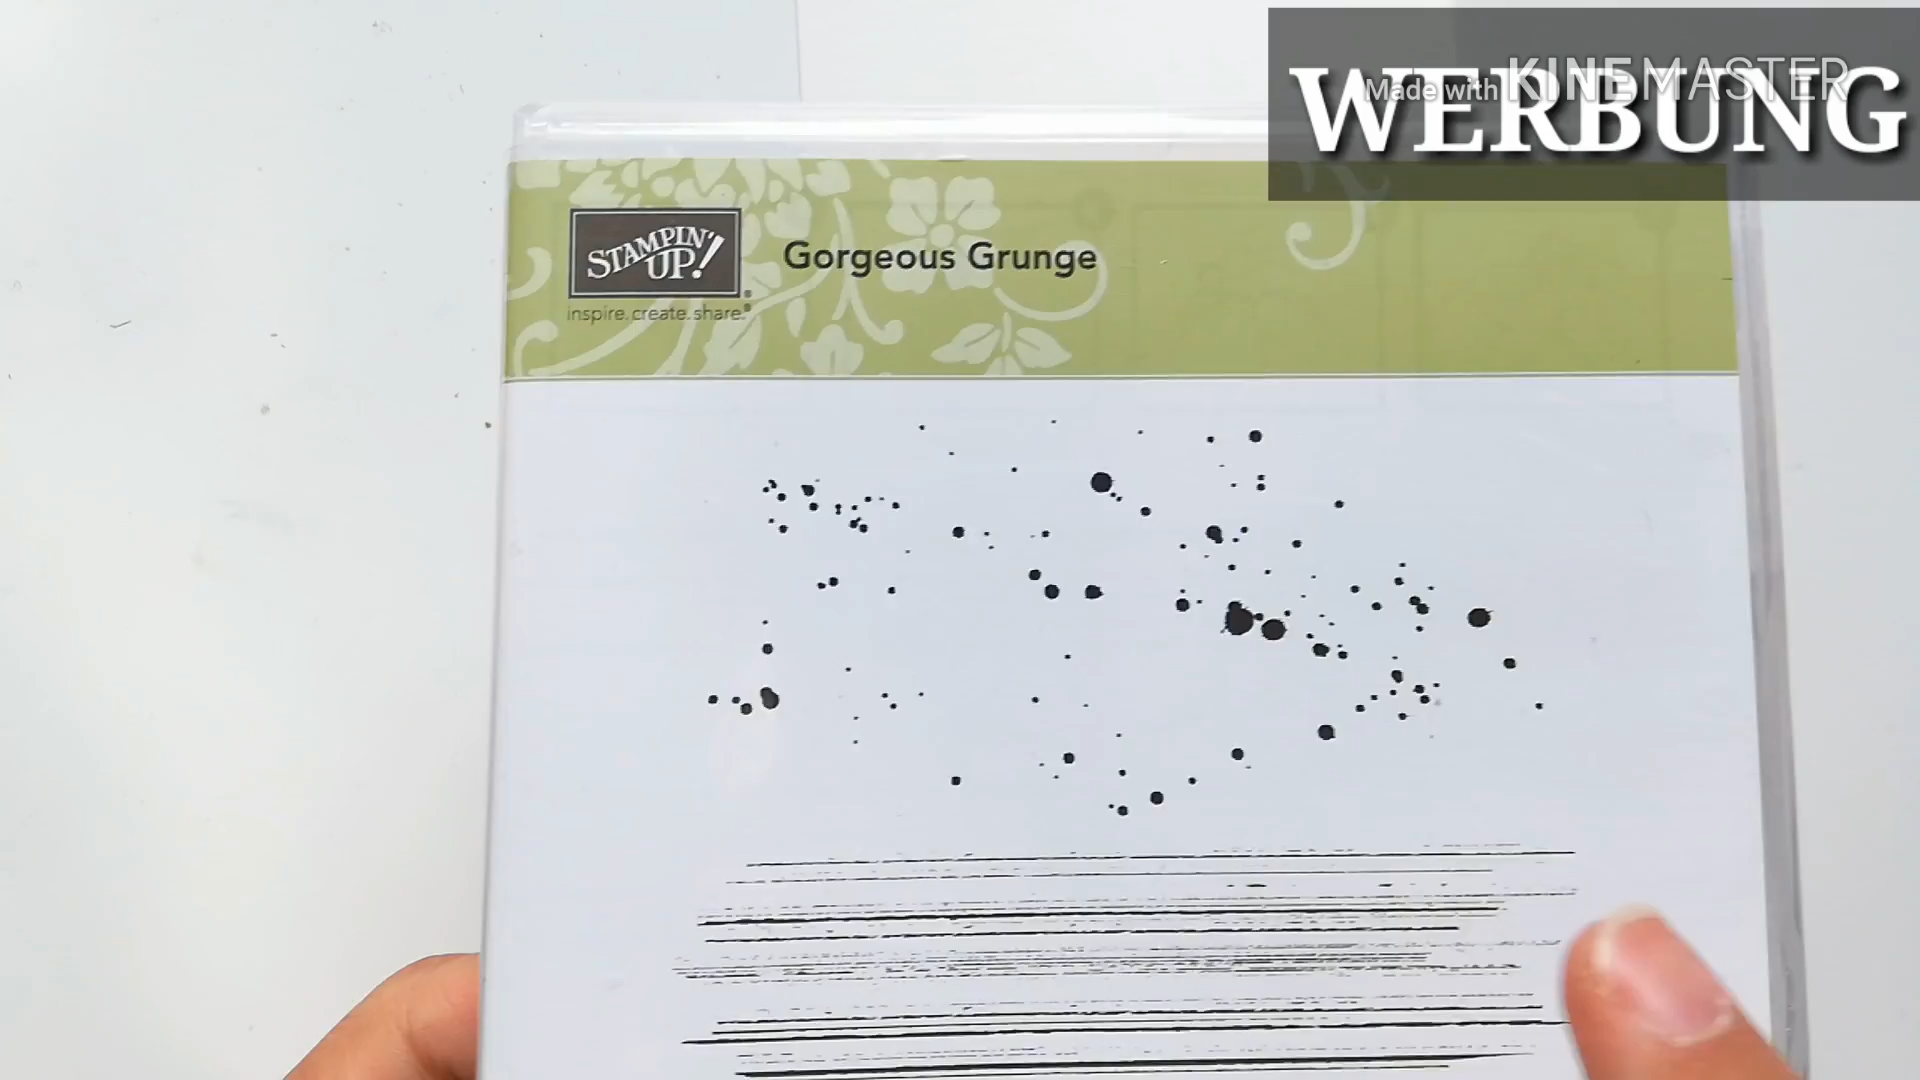 WERBUNG
Made with KINEMASTER
STAMPIN' UP!®
Gorgeous Grunge
inspire. create. share.®